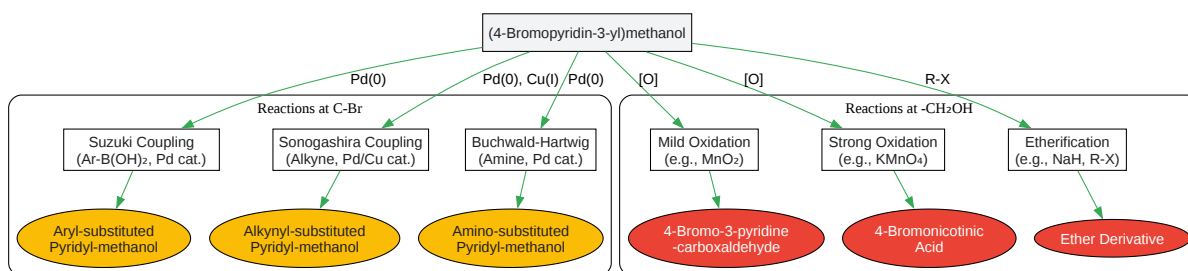 (4-Bromopyridin-3-yl)methanol
Pd(0)
Pd(0), Cu(I)
Pd(0)
[O]
[O]
R-X
Reactions at C-Br
Reactions at -CH₂OH
Suzuki Coupling
(Ar-B(OH)₂, Pd cat.)
Sonogashira Coupling
(Alkyne, Pd/Cu cat.)
Buchwald-Hartwig
(Amine, Pd cat.)
Mild Oxidation
(e.g., MnO₂)
Strong Oxidation
(e.g., KMnO₄)
Etherification
(e.g., NaH, R-X)
Aryl-substituted
Pyridyl-methanol
Alkynyl-substituted
Pyridyl-methanol
Amino-substituted
Pyridyl-methanol
4-Bromo-3-pyridine
-carboxaldehyde
4-Bromonicotinic
Acid
Ether Derivative